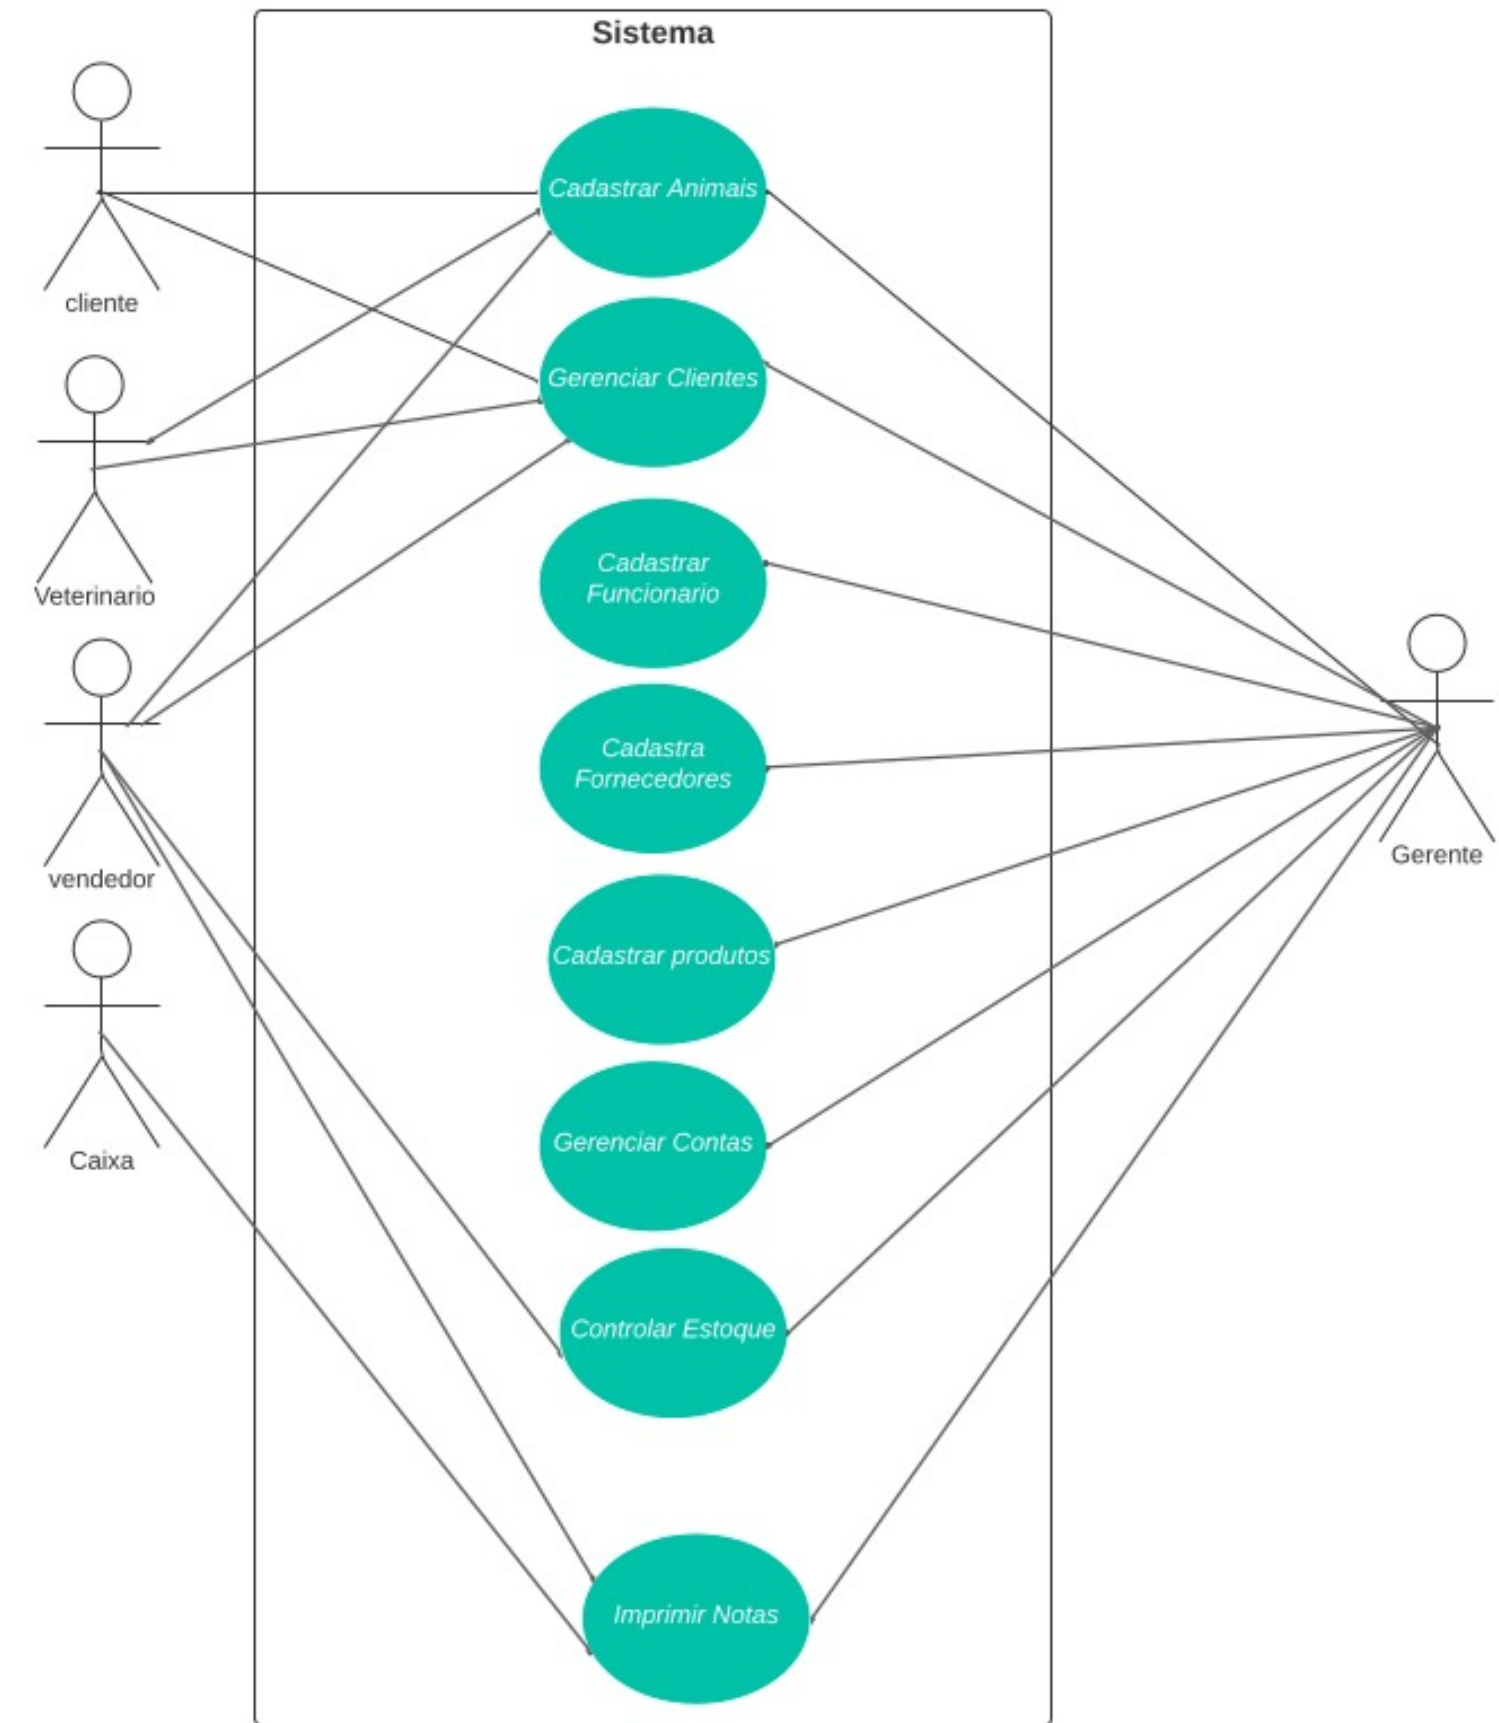 Sistema
Cadastrar Animais
cliente
Gerenciar Clientes
Veterinario
Cadastrar
Funcionario
vendedor
Cadastra
Fornecedores
Gerente
Cadastrar produtos
Caixa
Gerenciar Contas
Controlar Estoque
Imprimir Notas